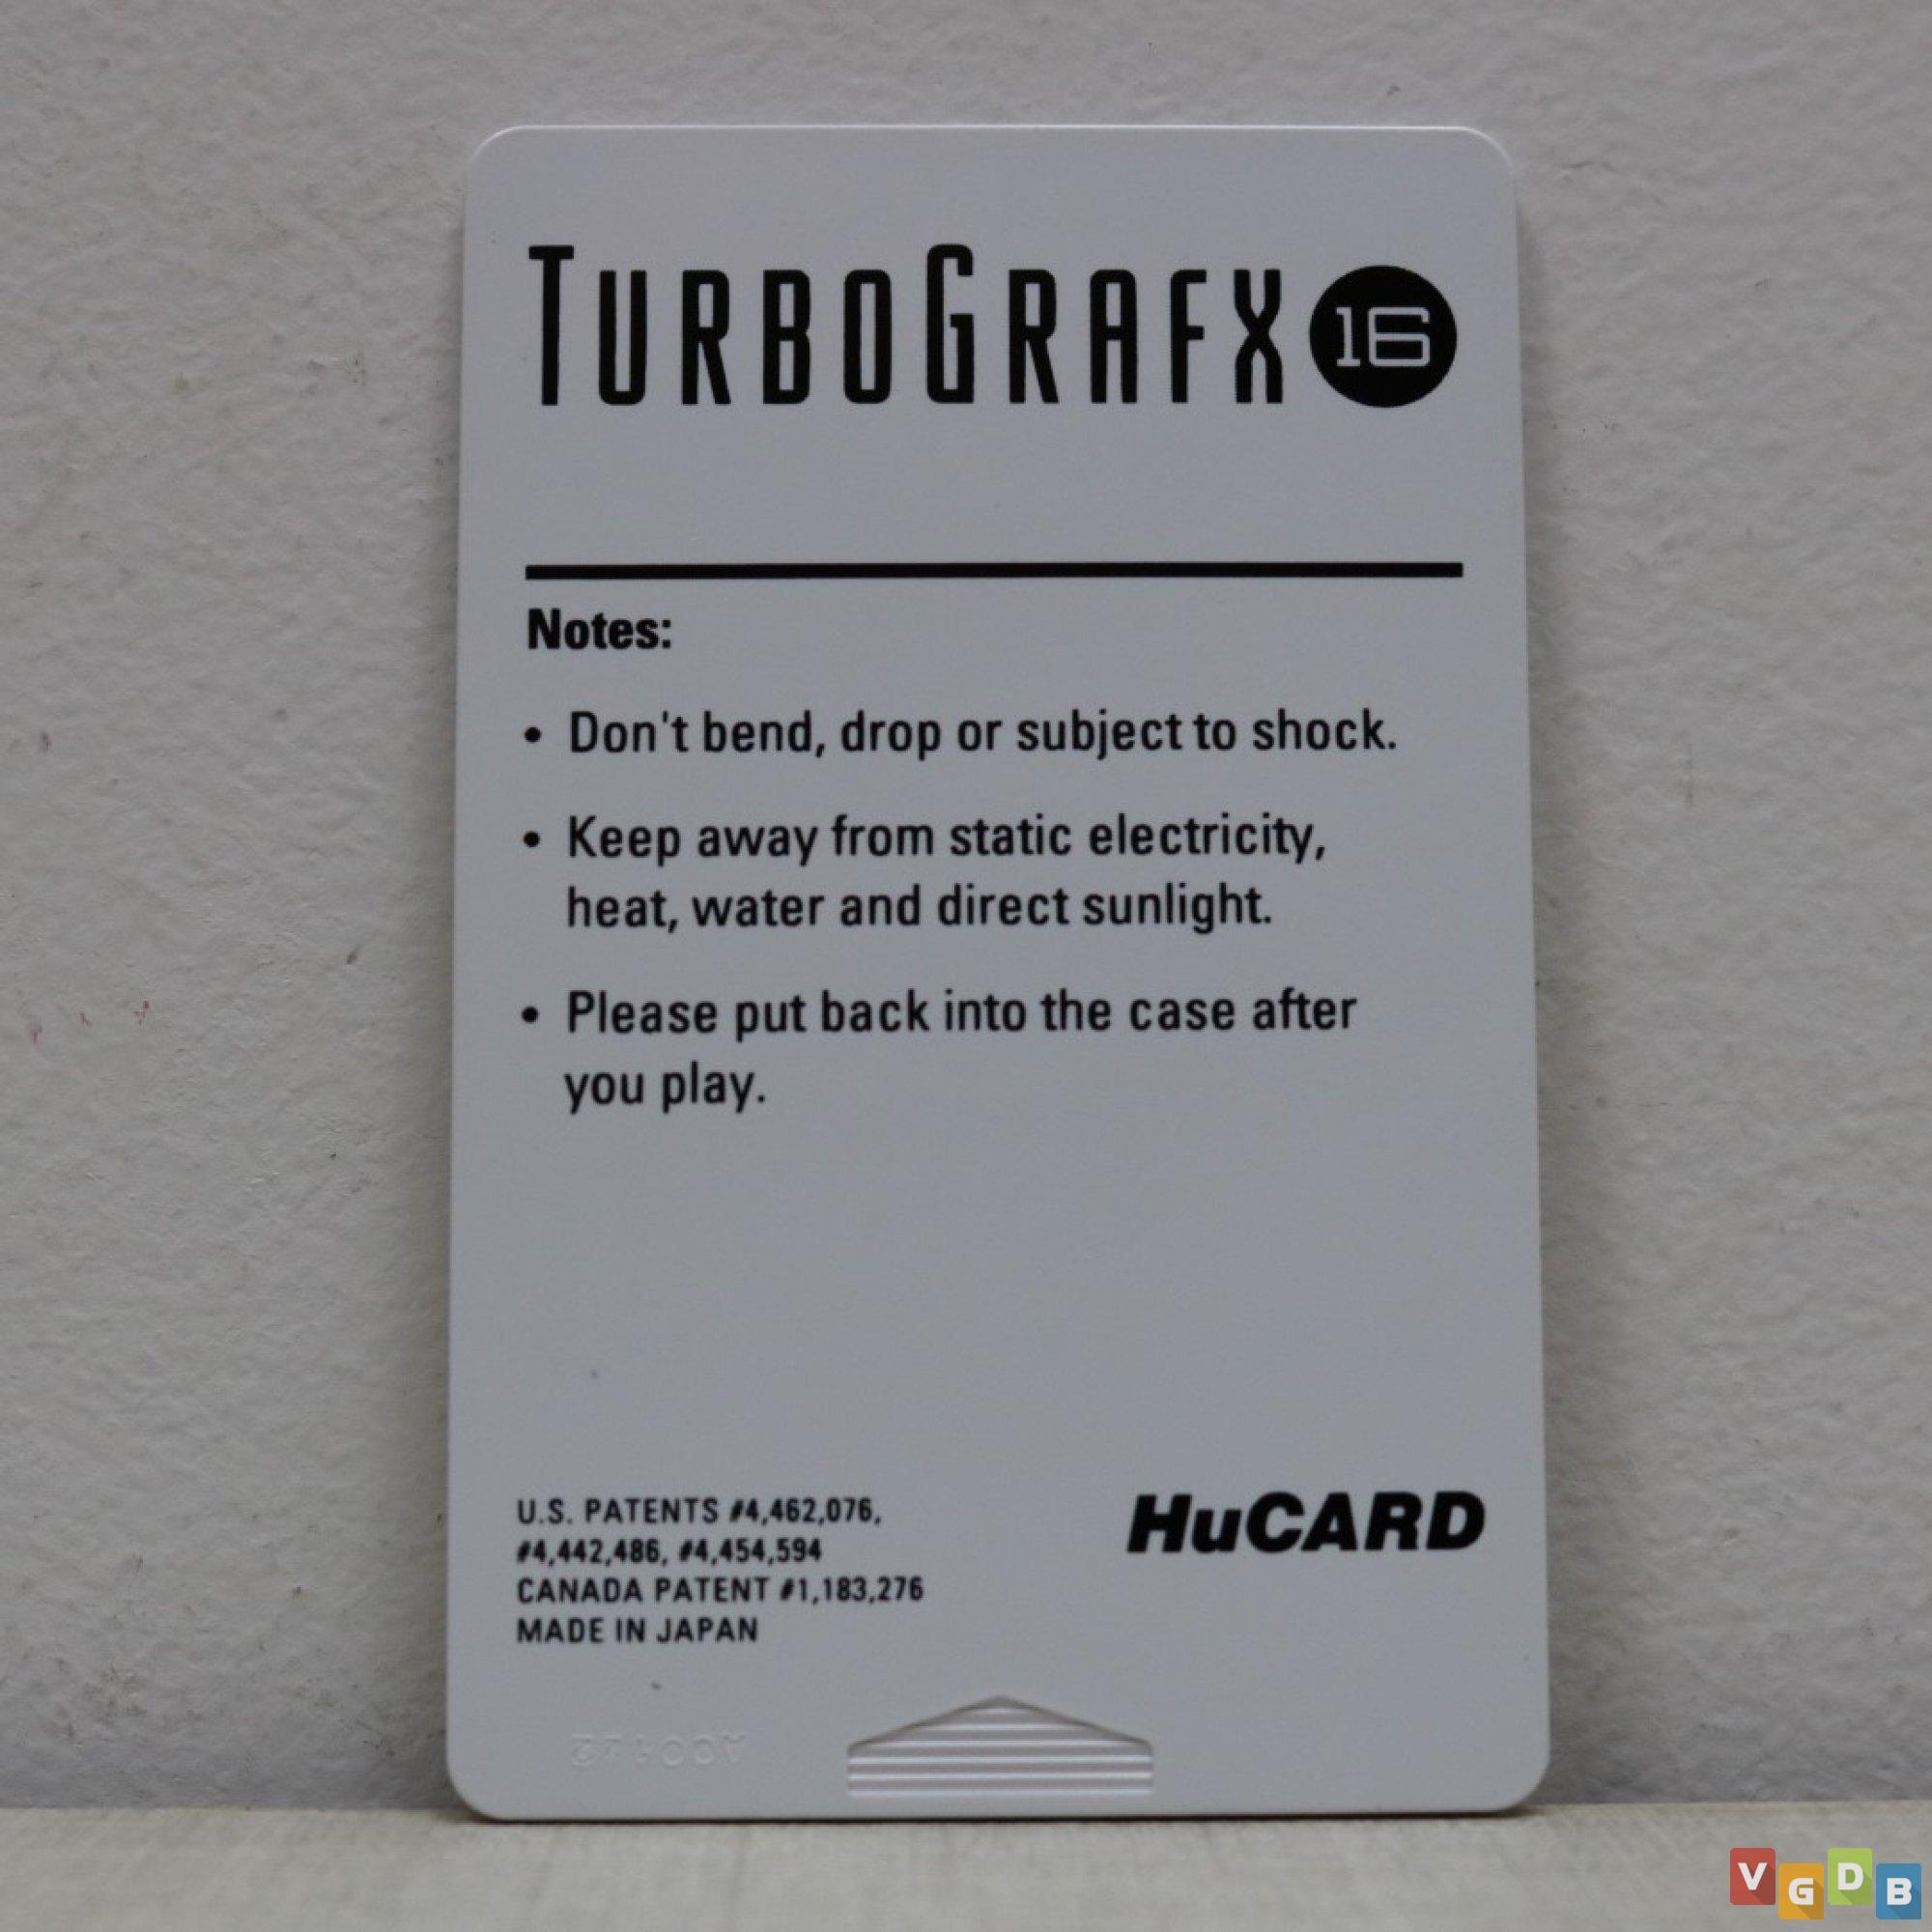 TURBOGRAFX 16
Notes:
• Don't bend, drop or subject to shock.
• Keep away from static electricity,
heat, water and direct sunlight.
• Please put back into the case after
you play.
U.S. PATENTS #4,462,076,
#4,442,486, #4,454,594
CANADA PATENT #1,183,276
MADE IN JAPAN
HuCARD
VGDB